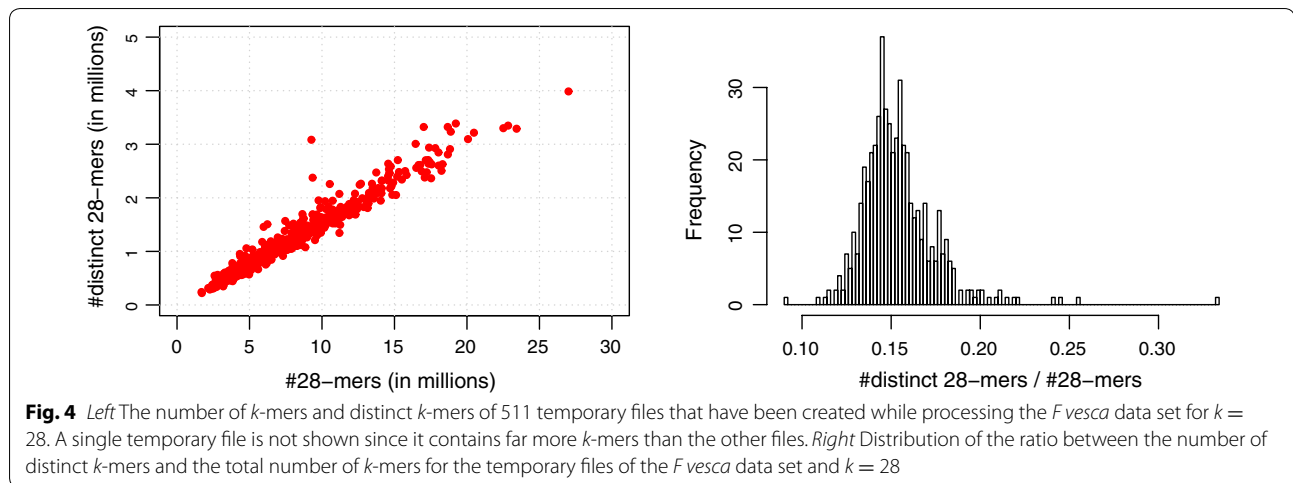 #distinct 28−mers (in millions)
5
4
3
2
1
0
0 5 10 15 20 25 30
#28−mers (in millions)
Frequency
30
20
10
0
0.10 0.15 0.20 0.25 0.30
#distinct 28−mers / #28−mers
Fig. 4 Left The number of k-mers and distinct k-mers of 511 temporary files that have been created while processing the F vesca data set for k =
28. A single temporary file is not shown since it contains far more k-mers than the other files. Right Distribution of the ratio between the number of
distinct k-mers and the total number of k-mers for the temporary files of the F vesca data set and k = 28